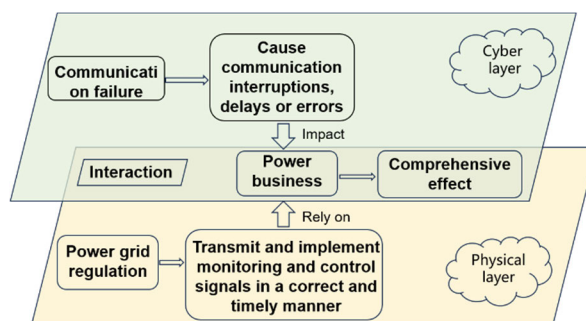 Cause
communication
interruptions,
delays or errors
Cyber
layer
Communicati
on failure
Impact
Interaction
Power
business
Comprehensive
effect
Rely on
Power grid
regulation
Transmit and implement
monitoring and control
signals in a correct and
timely manner
Physical
layer